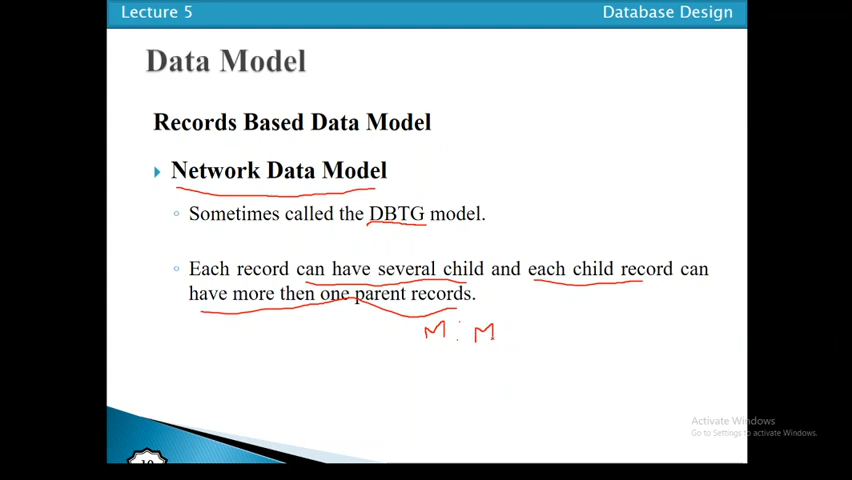 Lecture 5 Database Design
Data Model
Records Based Data Model
Network Data Model
Sometimes called the DBTG model.
Each record can have several child and each child record can
have more then one parent records.
M : M
Activate Windows
Go to Settings to activate Windows.